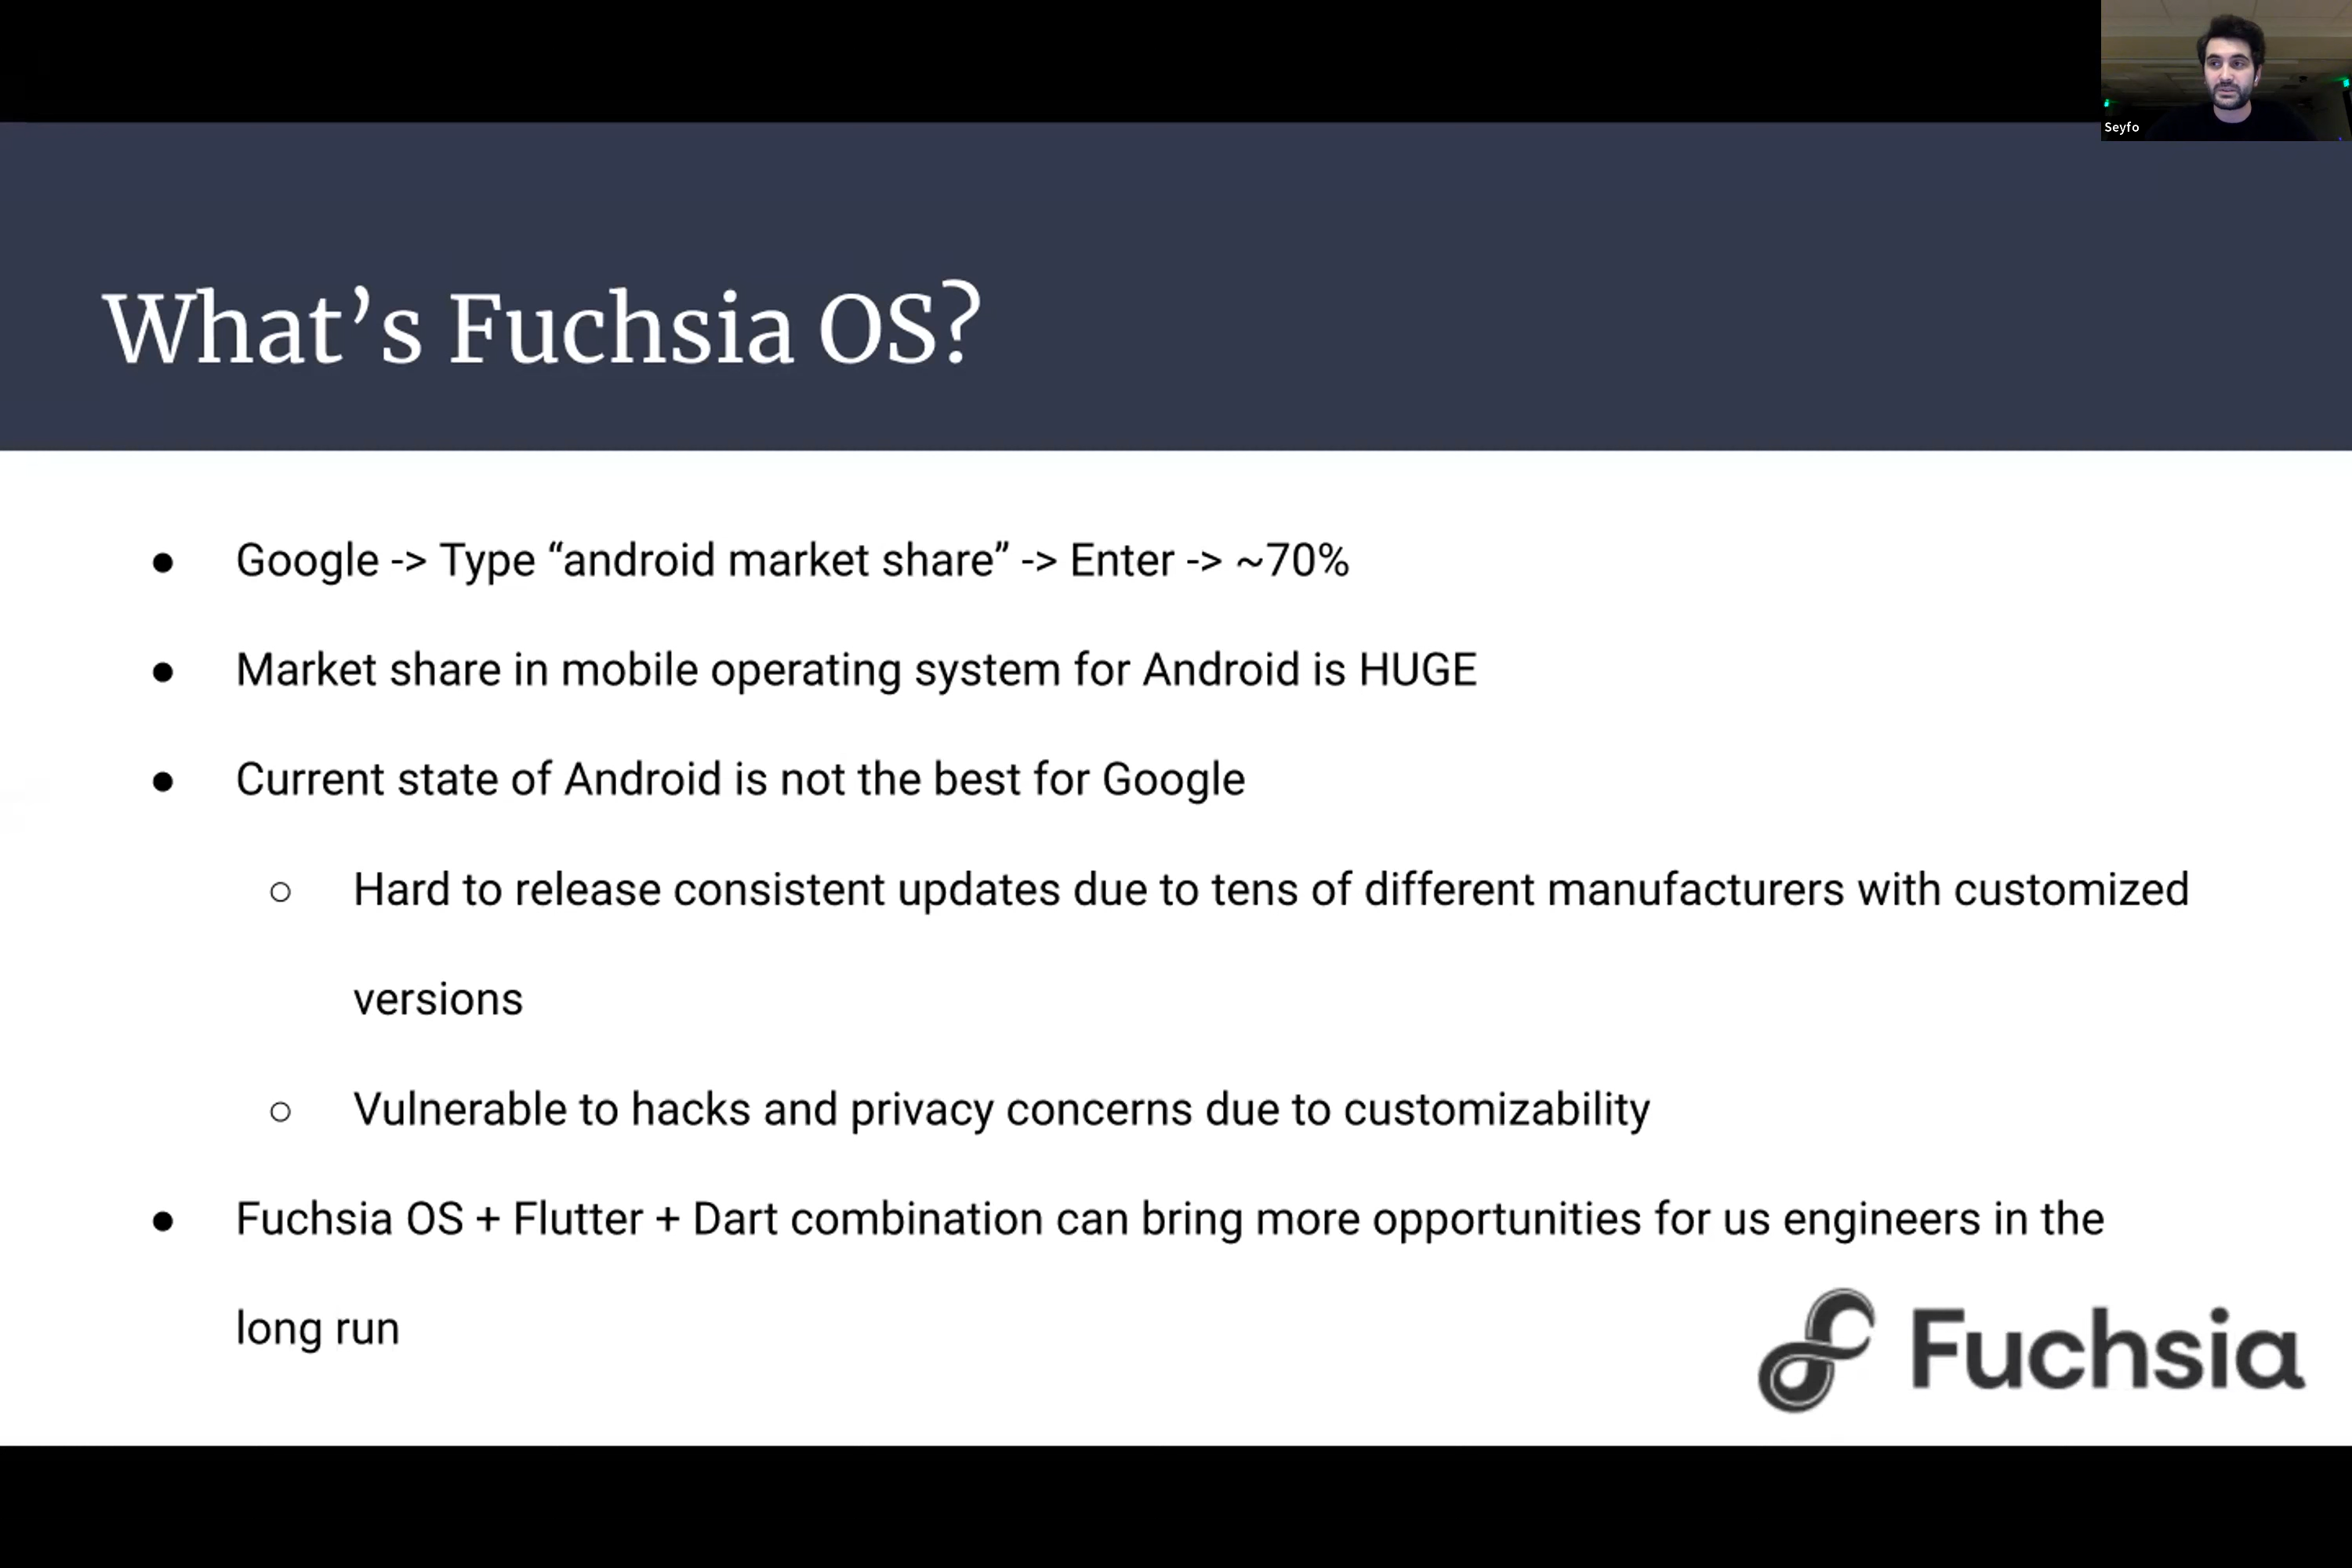 Seyfo
What’s Fuchsia OS?
● Google -> Type “android market share” -> Enter -> ~70%
● Market share in mobile operating system for Android is HUGE
● Current state of Android is not the best for Google
○ Hard to release consistent updates due to tens of different manufacturers with customized
versions
○ Vulnerable to hacks and privacy concerns due to customizability
● Fuchsia OS + Flutter + Dart combination can bring more opportunities for us engineers in the
long run
Fuchsia